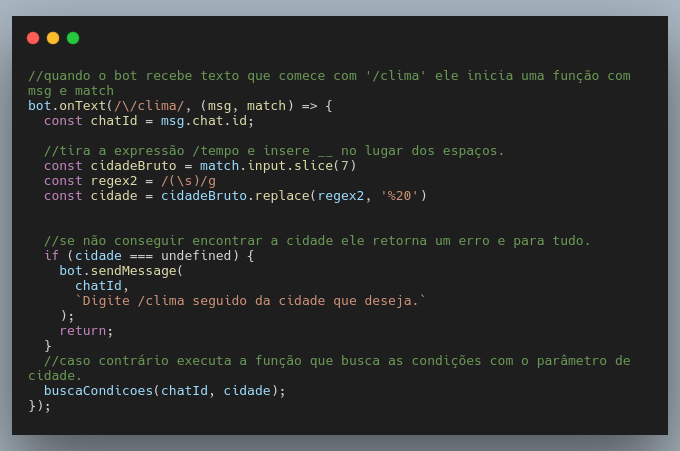 //quando o bot recebe texto que comece com '/clima' ele inicia uma função com
msg e match
bot.onText(/\/clima/, (msg, match) => {
  const chatId = msg.chat.id;

  //tira a expressão /tempo e insere __ no lugar dos espaços.
  const cidadeBruto = match.input.slice(7)
  const regex2 = /(\s)/g
  const cidade = cidadeBruto.replace(regex2, '%20')


  //se não conseguir encontrar a cidade ele retorna um erro e para tudo.
  if (cidade === undefined) {
    bot.sendMessage(
      chatId,
      `Digite /clima seguido da cidade que deseja.`
    );
    return;
  }
  //caso contrário executa a função que busca as condições com o parâmetro de
cidade.
  buscaCondicoes(chatId, cidade);
});